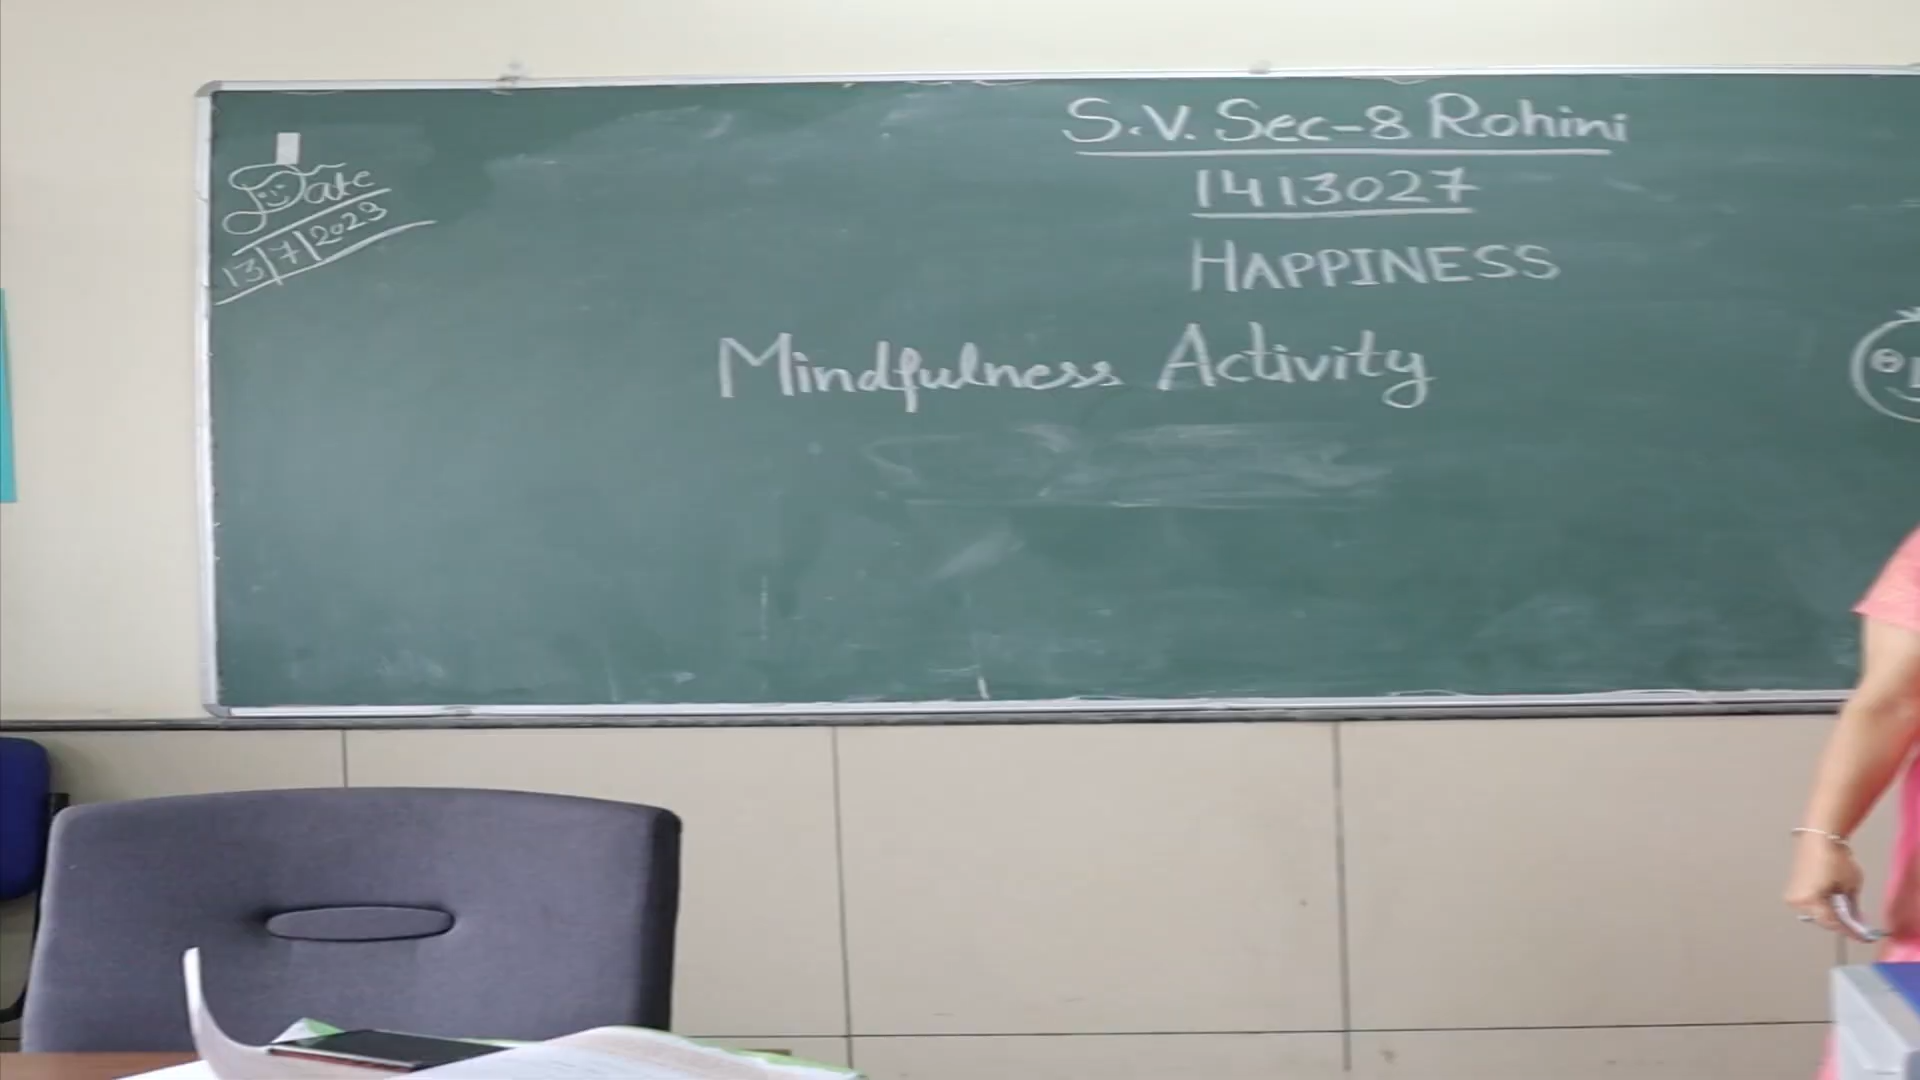 Date
13|7|2023
S.V. Sec-8 Rohini
1413027
HAPPINESS
Mindfulness Activity